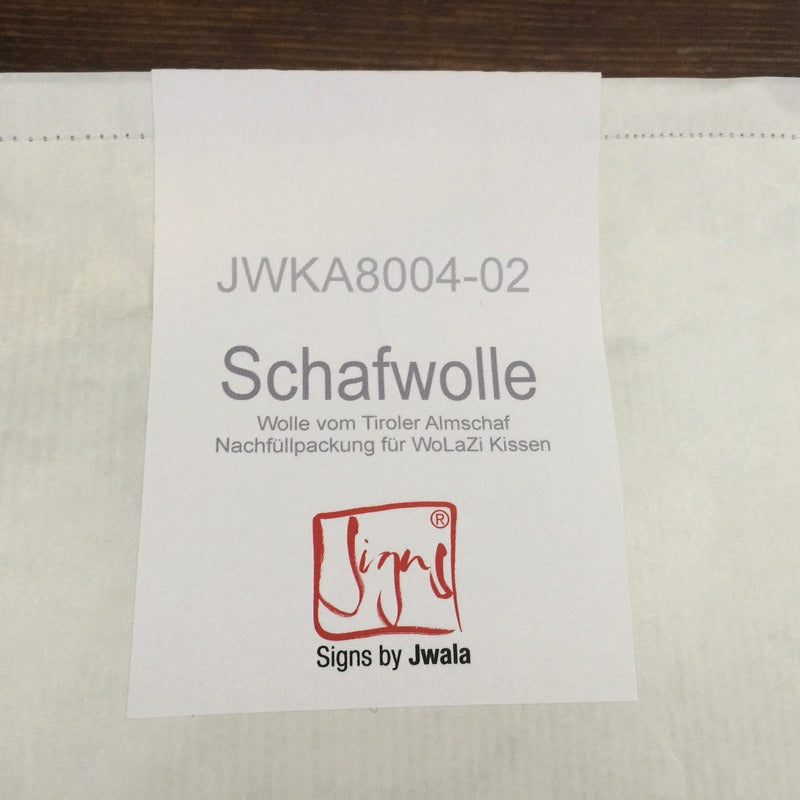 JWKA8004-02
Schafwolle
Wolle vom Tiroler Almschaf
Nachfüllpackung für WoLaZi Kissen
Signs ®
Signs by Jwala